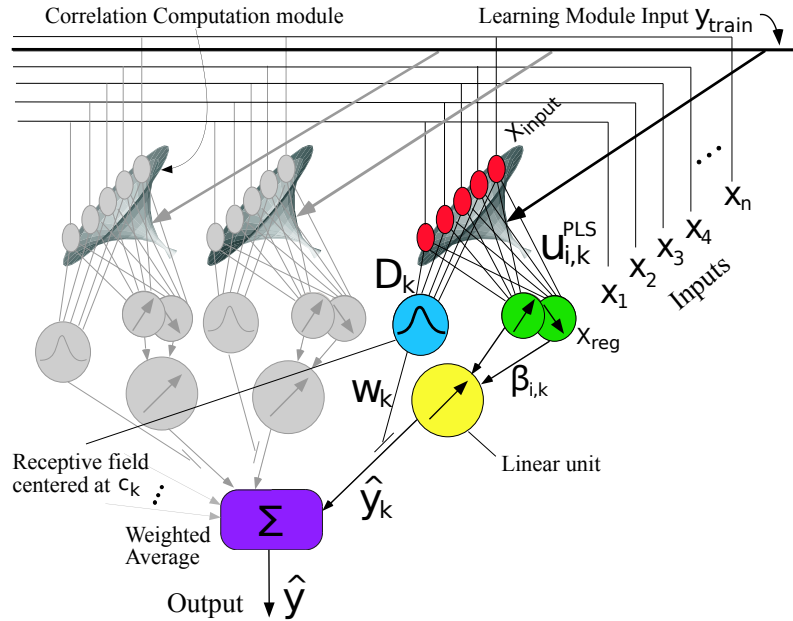 Correlation Computation module
Learning Module Input y_train
x_input
...
x_n
x_4
x_3
x_2
x_1
Inputs
u_{i,k}^{PLS}
D_k
x_reg
β_{i,k}
w_k
Linear unit
Receptive field
centered at c_k
...
ŷ_k
Σ
Weighted
Average
Output
ŷ